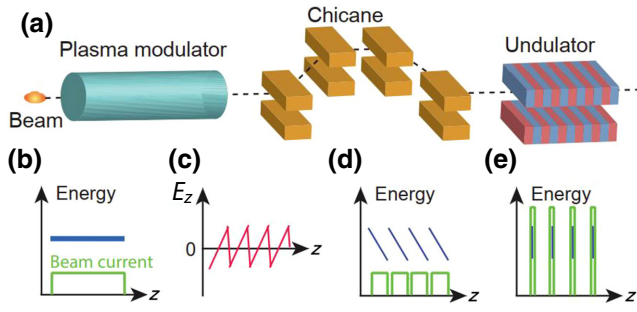 (a)
Plasma modulator
Chicane
Undulator
Beam
(b)
Energy
Beam current
z
(c)
E_z
0
z
(d)
Energy
z
(e)
Energy
z